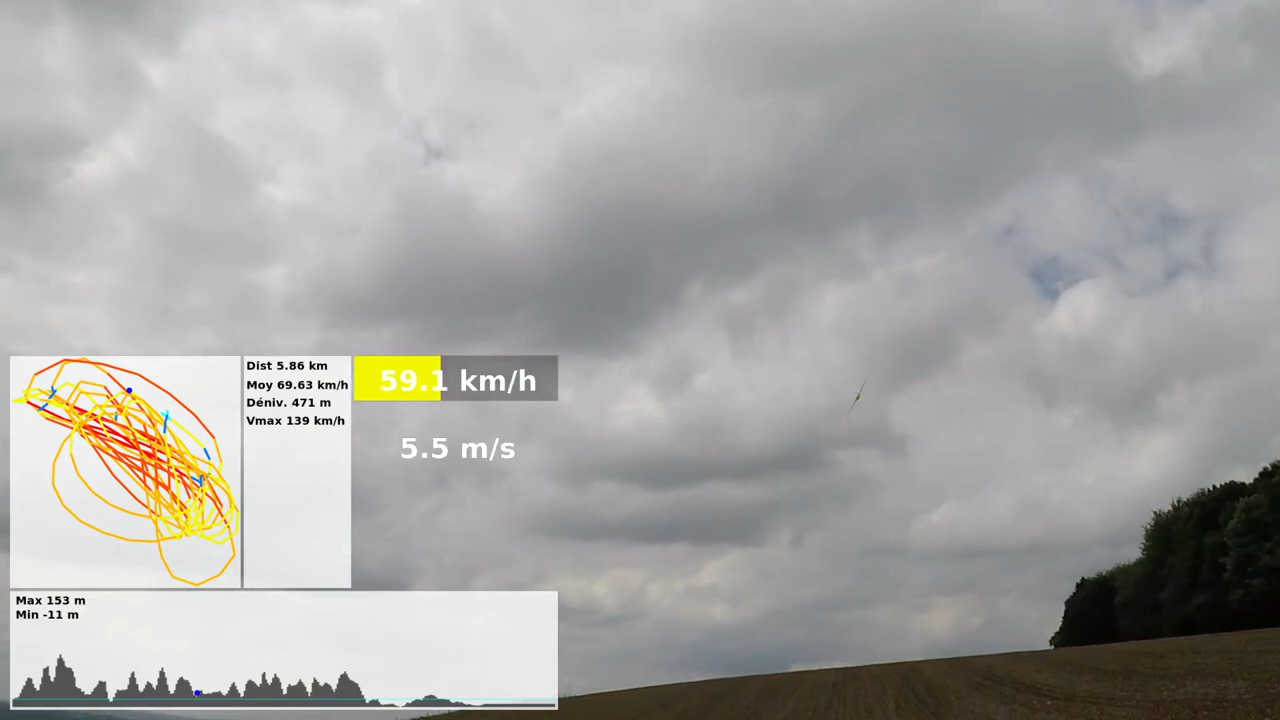 Dist 5.86 km
Moy 69.63 km/h
Déniv. 471 m
Vmax 139 km/h
59.1 km/h
5.5 m/s
Max 153 m
Min -11 m